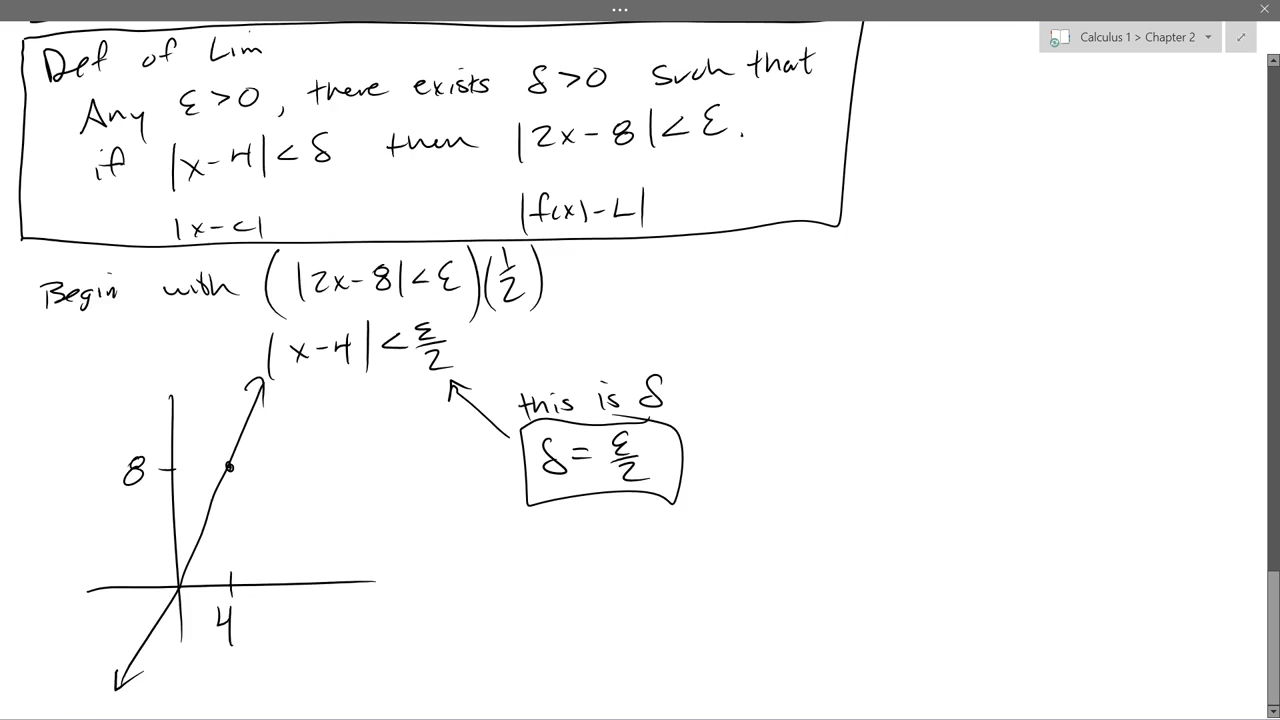 Calculus 1 > Chapter 2
Def of Lim
Any ε>0, there exists δ>0 such that
if |x-4|<δ then |2x-8|<ε.
|x-c| |f(x)-L|
Begin with (|2x-8|<ε)(1/2)
|x-4|<ε/2
this is δ
δ=ε/2
8
4